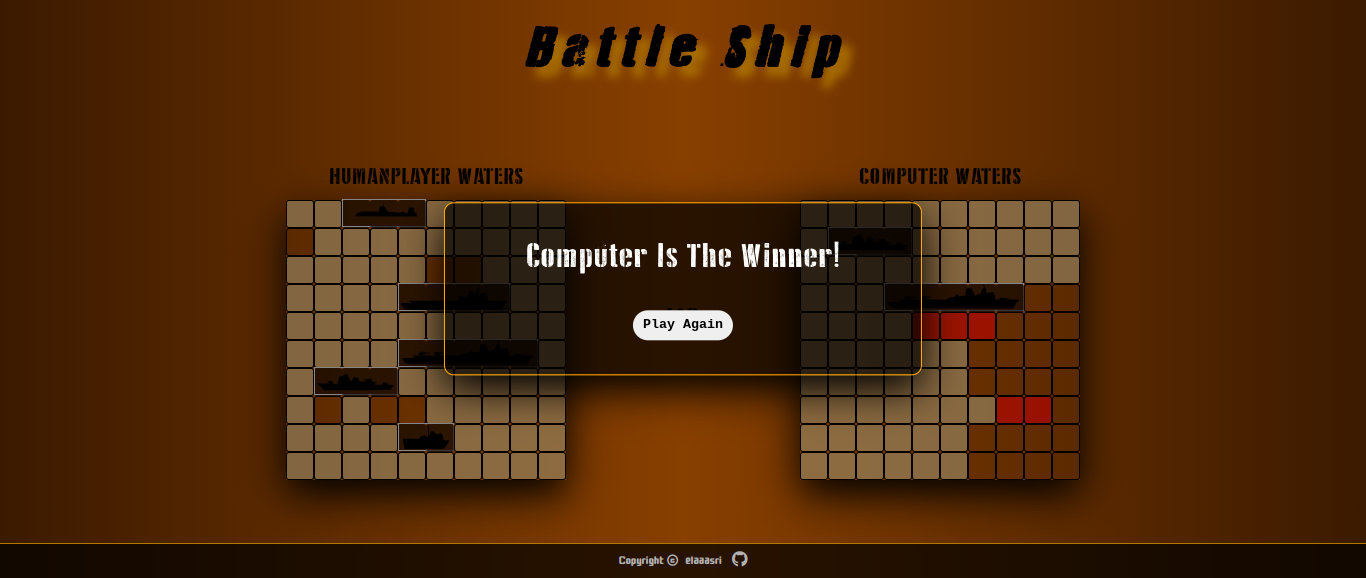 Battle Ship
HUMANPLAYER WATERS
COMPUTER WATERS
Computer Is The Winner!
Play Again
Copyright © elaaasri